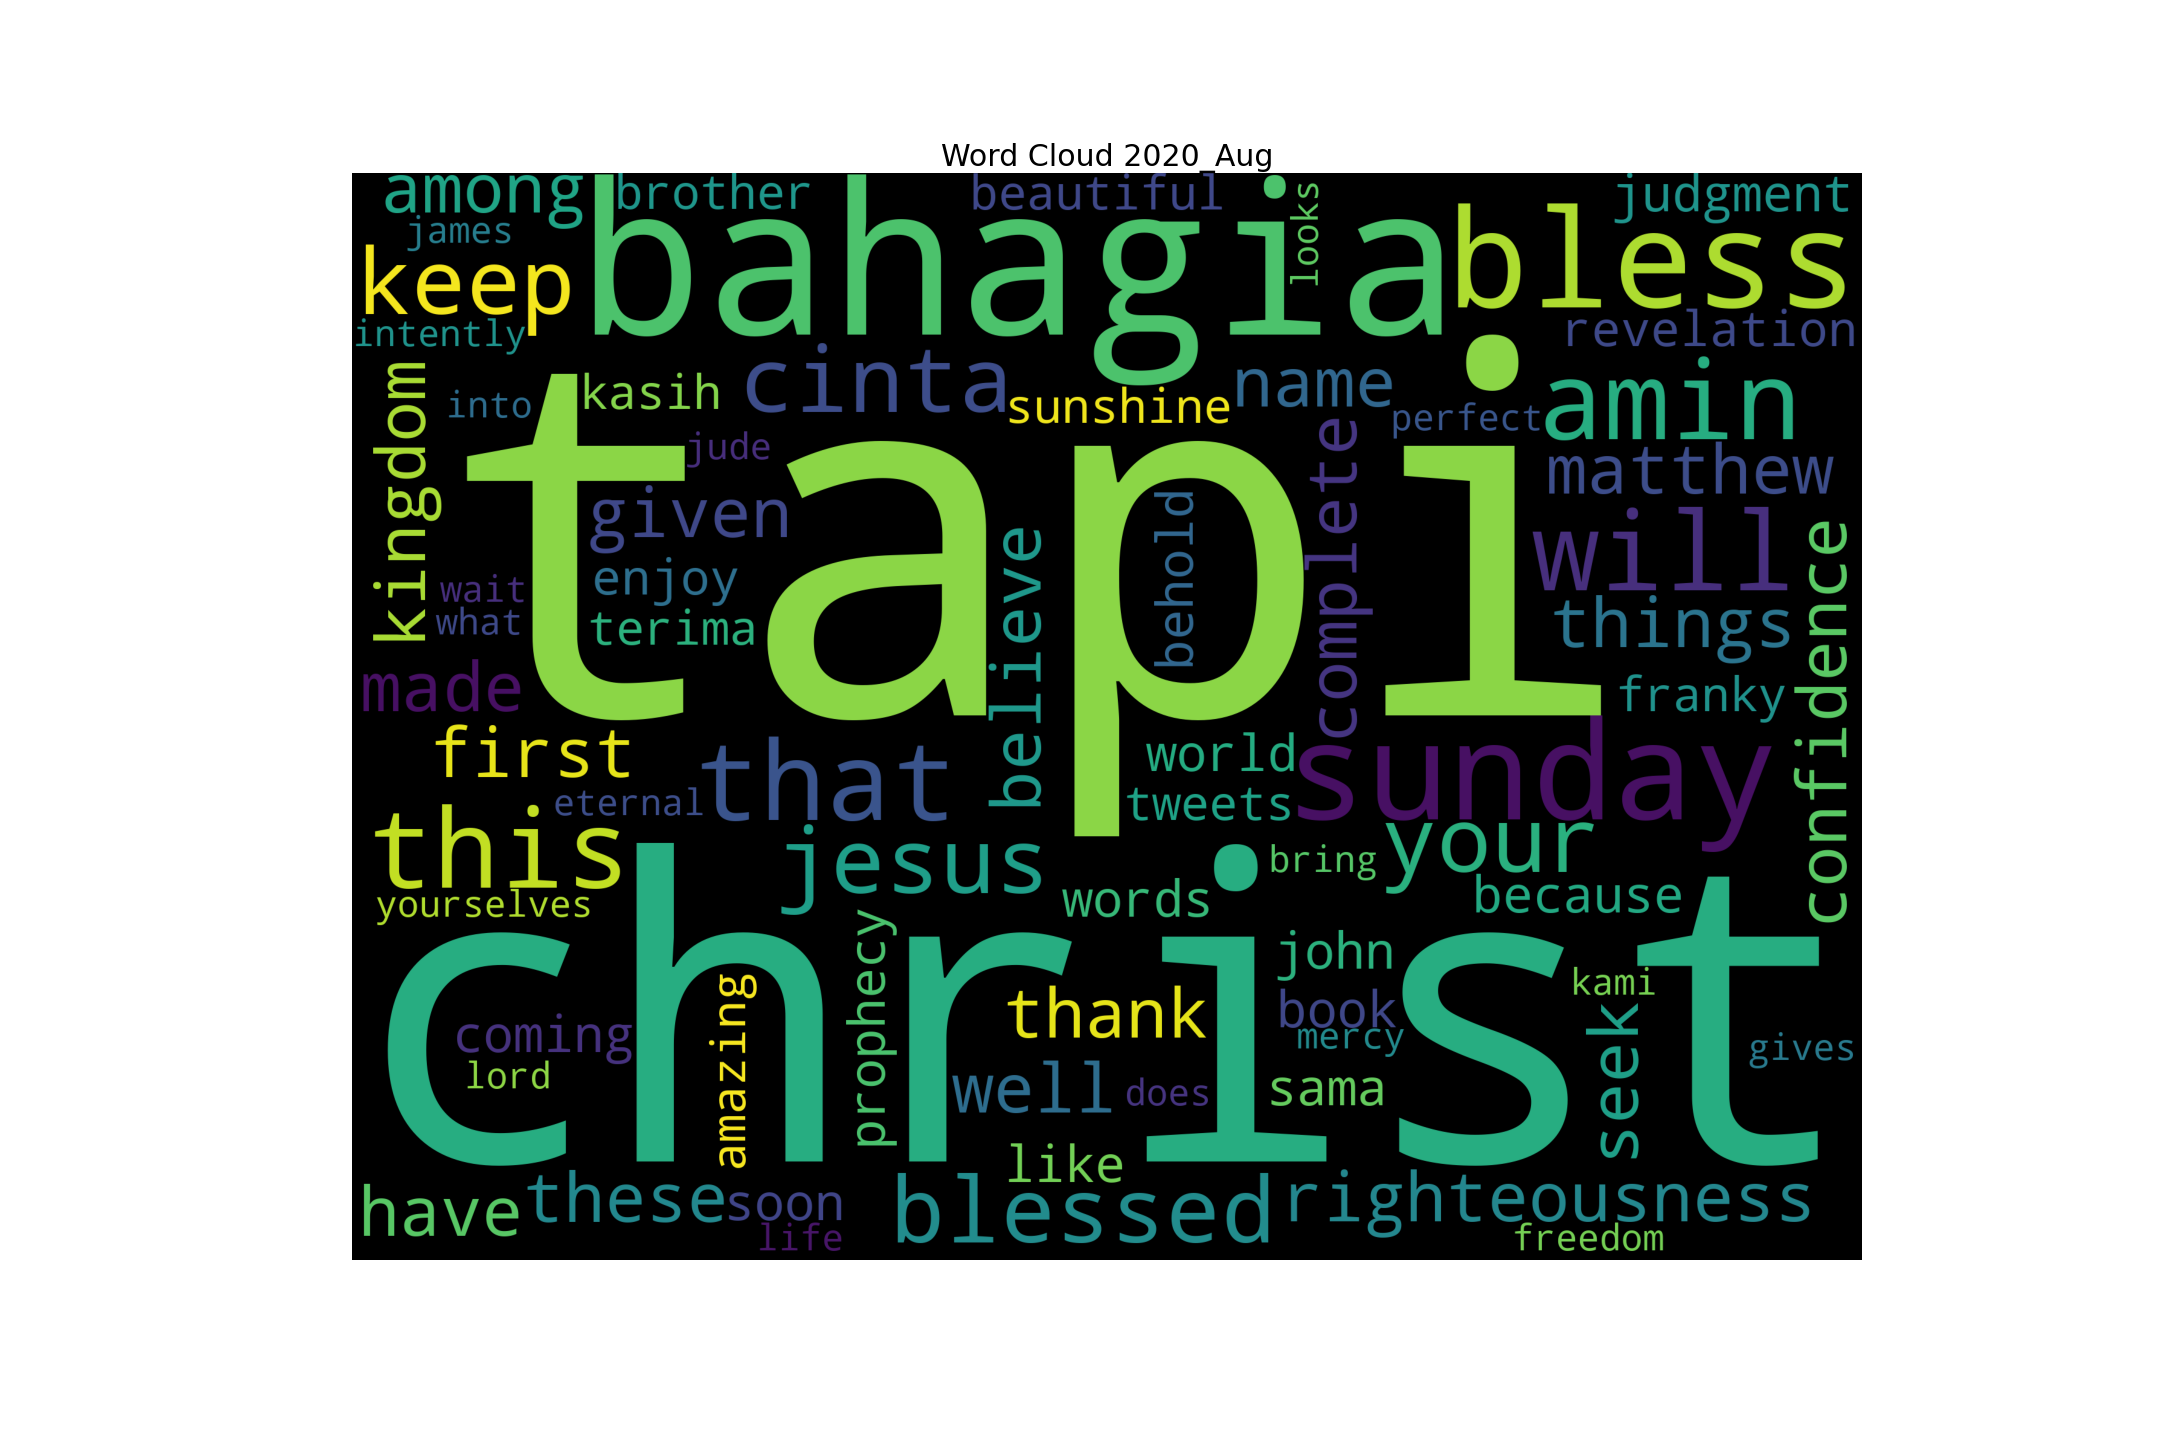 Word Cloud 2020_Aug
among
brother
beautiful
looks
judgment
james
bahagia
bless
keep
intently
revelation
kingdom
into
kasih
cinta
sunshine
name
perfect
amin
jude
tapi
complete
matthew
given
behold
will
confidence
wait
what
enjoy
terima
believe
things
made
franky
first
that
world
sunday
eternal
tweets
this
jesus
bring
your
yourselves
words
because
christ
prophecy
john
kami
coming
amazing
thank
book
mercy
seek
gives
lord
well
does
sama
like
have
these
soon
blessed
righteousness
life
freedom